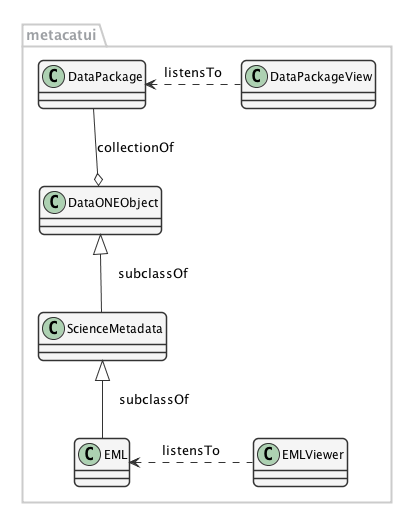 metacatui
C DataPackage
listensTo
C DataPackageView
collectionOf
C DataONEObject
subclassOf
C ScienceMetadata
subclassOf
C EML
listensTo
C EMLViewer